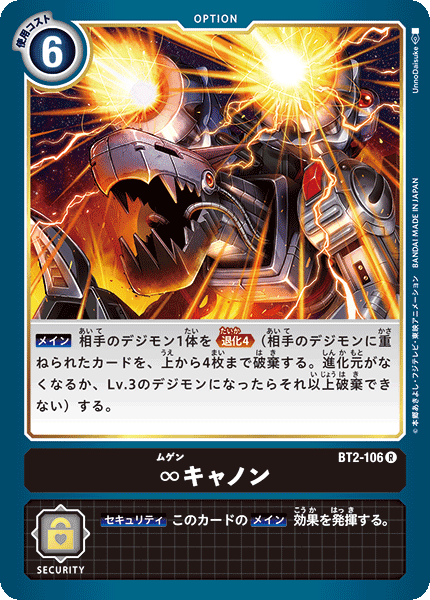 使用コスト
6
OPTION
UnnoDaisuke
BANDAI MADE IN JAPAN
©本郷あきよし・フジテレビ・東映アニメーション
メイン 相手のデジモン1体を 退化4 (相手のデジモンに重
ねられたカードを、上から4枚まで破棄する。進化元がな
くなるか、Lv.3のデジモンになったらそれ以上破棄でき
ない) する。
BT2-106 R
ムゲン
∞キャノン
セキュリティ このカードの メイン 効果を発揮する。
SECURITY